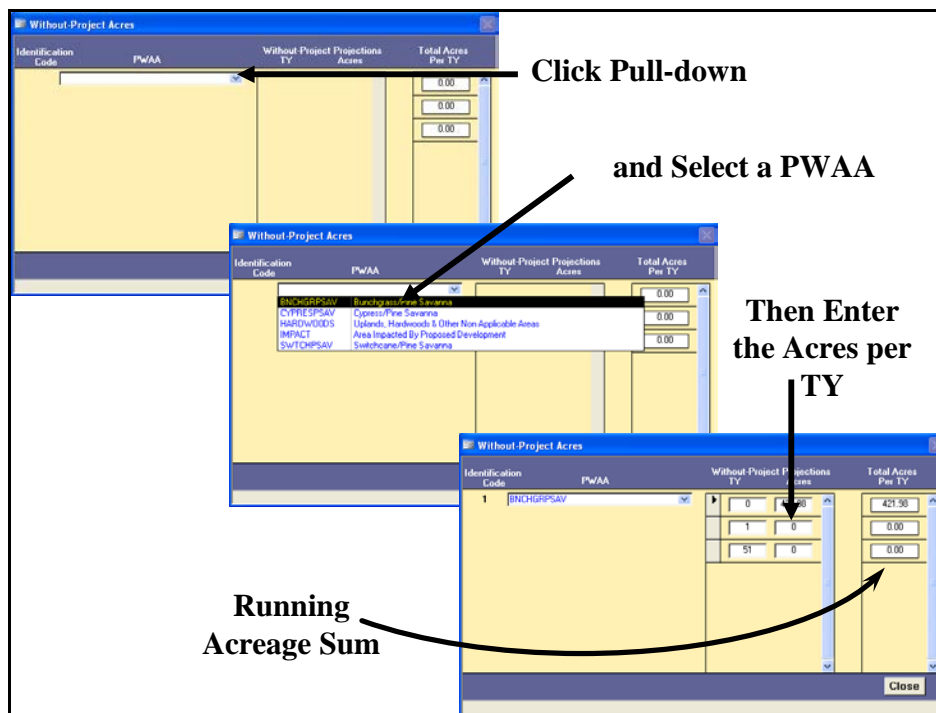 Without-Project Acres
Identification Code
PWAA
Without-Project Projections
TY Acres
Total Acres Per TY
0.00
0.00
0.00
Click Pull-down
and Select a PWAA
Without-Project Acres
Identification Code
PWAA
Without-Project Projections
TY Acres
Total Acres Per TY
BNCHGRPSAV Bunchgrass/Pine Savanna
CYPRESPSAV Cypress/Pine Savanna
HARDWOODS Uplands, Hardwoods & Other Non Applicable Areas
IMPACT Area Impacted By Proposed Development
SWTCHPSAV Switchcane/Pine Savanna
0.00
0.00
0.00
Then Enter
the Acres per
TY
Without-Project Acres
Identification Code
PWAA
Without-Project Projections
TY Acres
Total Acres Per TY
1 BNCHGRPSAV
0
421.98
1 0
0.00
51 0
0.00
Running
Acreage Sum
Close